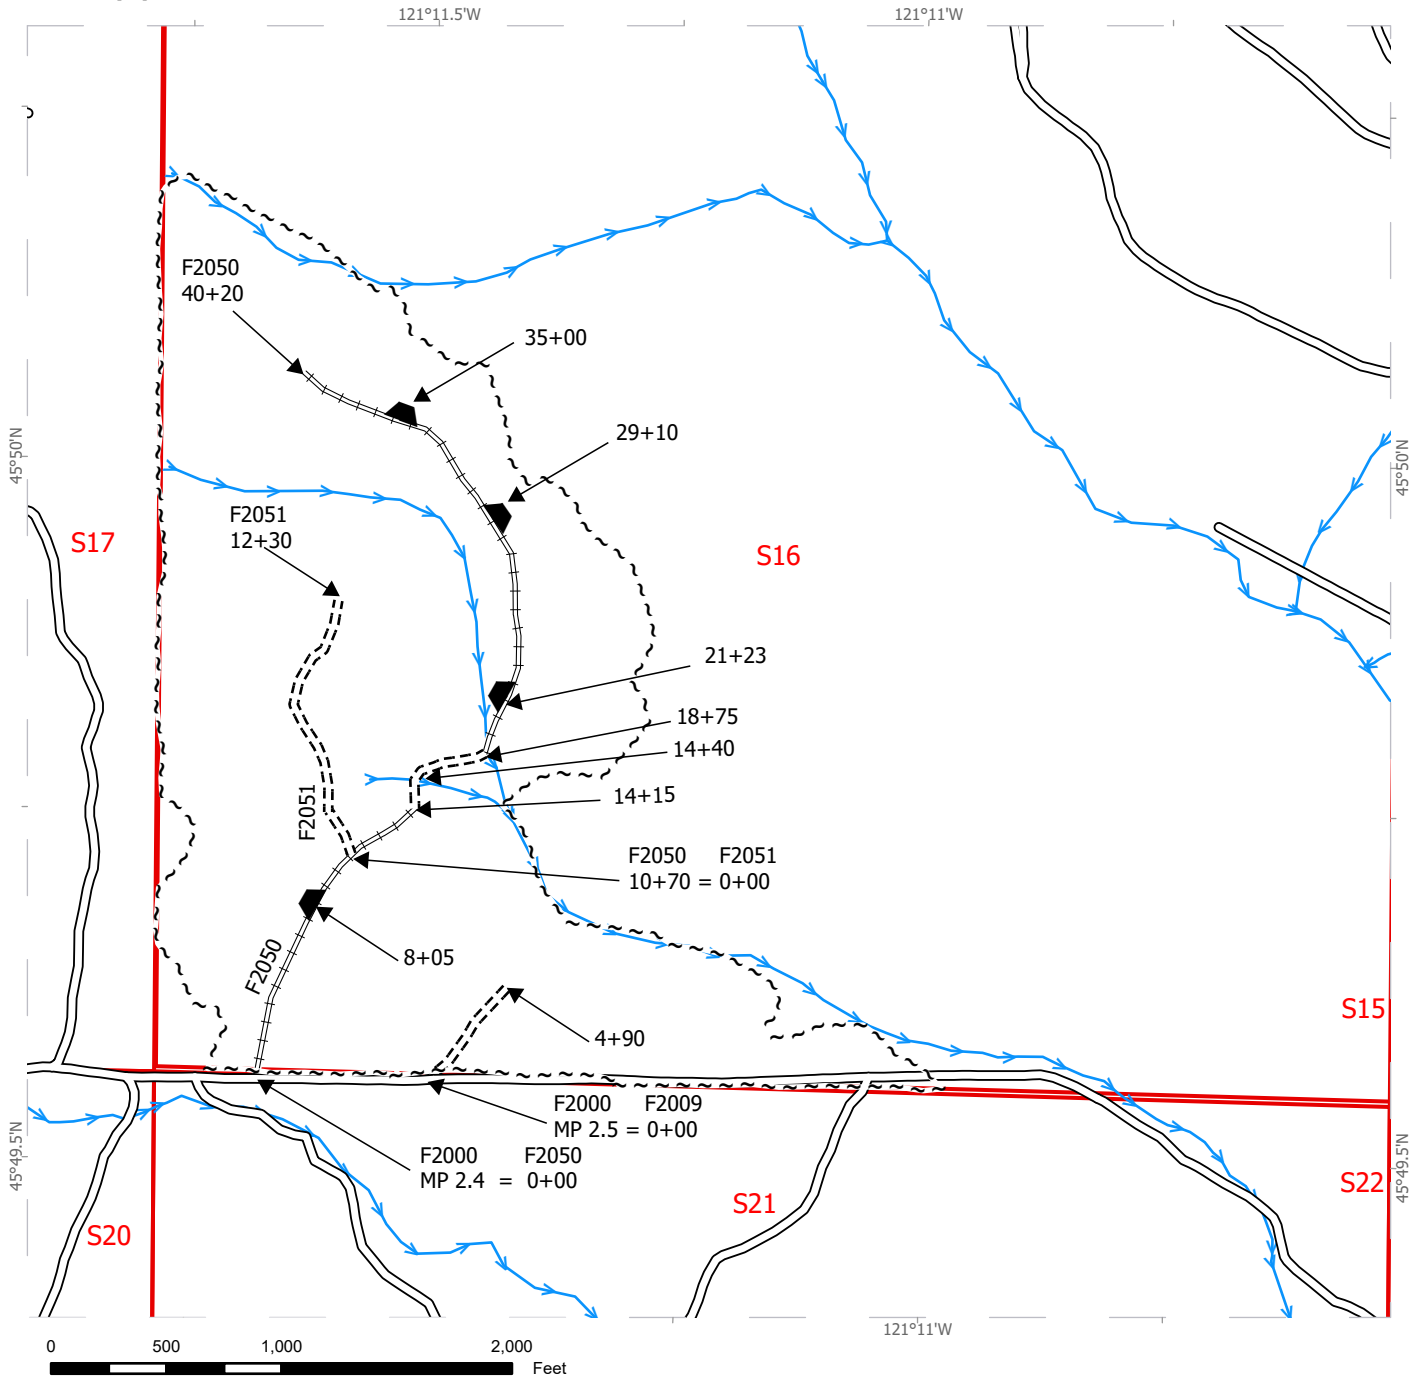 121°11.5'W 121°11'W
F2050
40+20
35+00
29+10
45°50'N
45°50'N
F2051
12+30
S17
S16
21+23
18+75
14+40
14+15
F2051
F2050 F2051
10+70 = 0+00
8+05
F2050
S15
4+90
F2000 F2009
MP 2.5 = 0+00
F2000 F2050
MP 2.4 = 0+00
45°49.5'N
45°49.5'N
S22
S21
S20
121°11'W
0 500 1,000 2,000
Feet